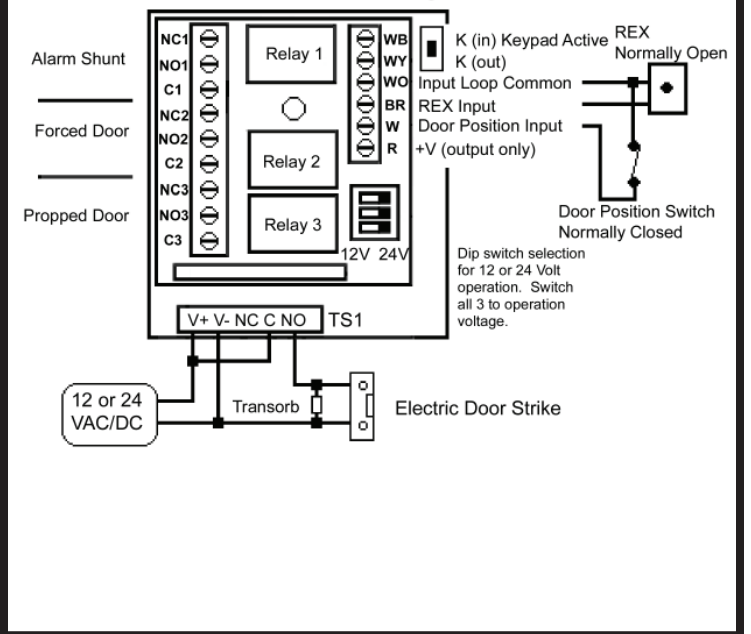 Alarm Shunt
Forced Door
Propped Door
NC1
NO1
C1
NC2
NO2
C2
NC3
NO3
C3
Relay 1
Relay 2
Relay 3
12V 24V
WB
WY
WO
BR
W
R
K (in) Keypad Active
K (out)
Input Loop Common
REX Input
Door Position Input
+V (output only)
REX
Normally Open
Door Position Switch
Normally Closed
Dip switch selection
for 12 or 24 Volt
operation. Switch
all 3 to operation
voltage.
V+ V- NC C NO
TS1
12 or 24
VAC/DC
Transorb
Electric Door Strike